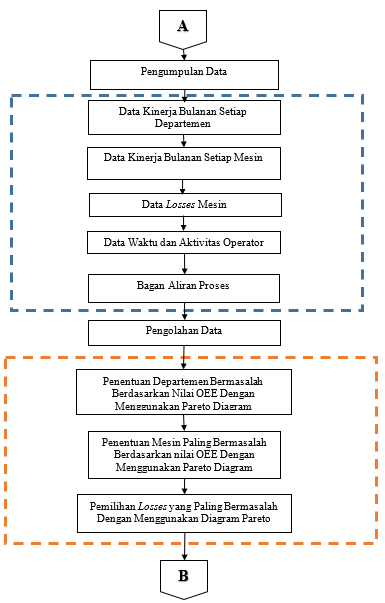 A
Pengumpulan Data
Data Kinerja Bulanan Setiap
Departemen
Data Kinerja Bulanan Setiap Mesin
Data Losses Mesin
Data Waktu dan Aktivitas Operator
Bagan Aliran Proses
Pengolahan Data
Penentuan Departemen Bermasalah
Berdasarkan Nilai OEE Dengan
Menggunakan Pareto Diagram
Penentuan Mesin Paling Bermasalah
Berdasarkan nilai OEE Dengan
Menggunakan Pareto Diagram
Pemilihan Losses yang Paling Bermasalah
Dengan Menggunakan Diagram Pareto
B